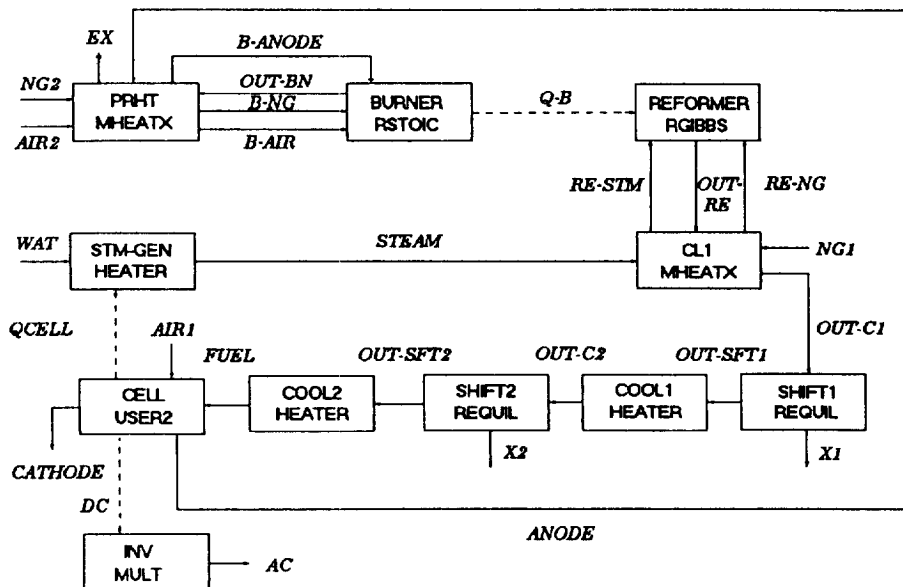 EX
B-ANODE
NG2
OUT-BN
PRHT
MHEATX
B-NG
BURNER
RSTOIC
Q-B
REFORMER
RGIBBS
AIR2
B-AIR
RE-STM
OUT-
RE
RE-NG
WAT
STM-GEN
HEATER
STEAM
CL1
MHEATX
NG1
QCELL
AIR1
FUEL
OUT-SFT2
OUT-C2
OUT-SFT1
OUT-C1
CELL
USER2
COOL2
HEATER
SHIFT2
REQUIL
COOL1
HEATER
SHIFT1
REQUIL
CATHODE
X2
X1
DC
ANODE
INV
MULT
AC